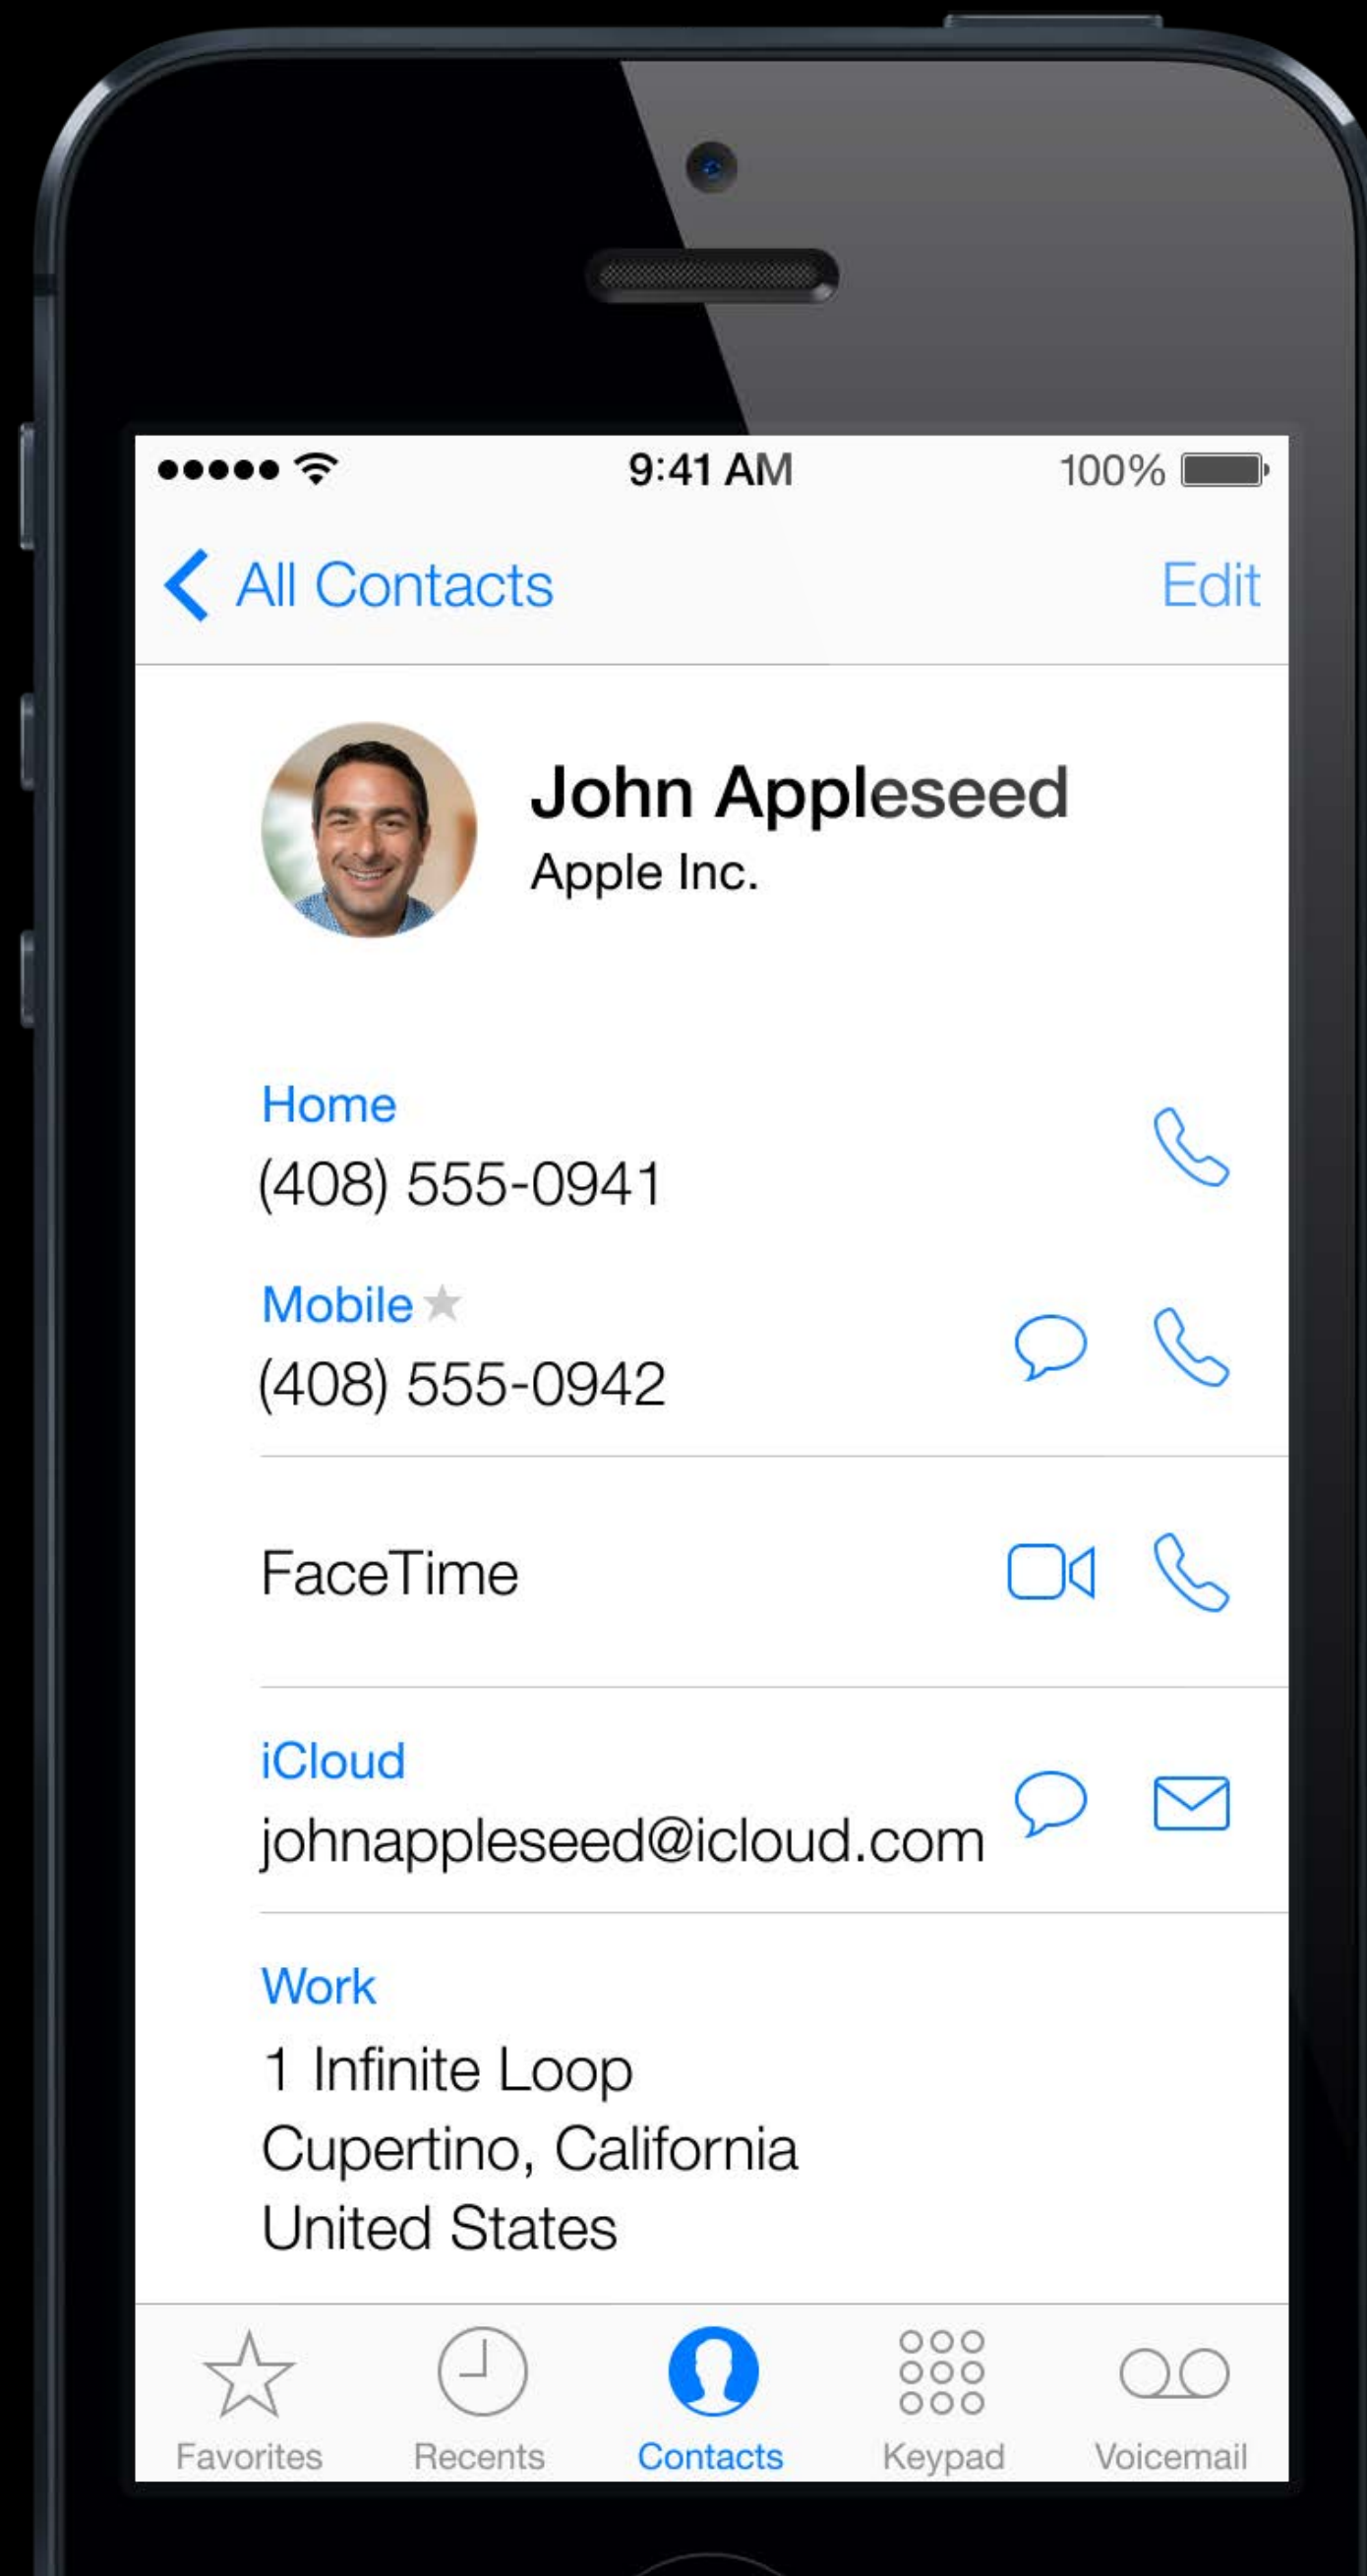 9:41 AM 100%
All Contacts Edit
John Appleseed
Apple Inc.
Home
(408) 555-0941
Mobile
(408) 555-0942
FaceTime
iCloud
johnappleseed@icloud.com
Work
1 Infinite Loop
Cupertino, California
United States
Favorites Recents Contacts Keypad Voicemail